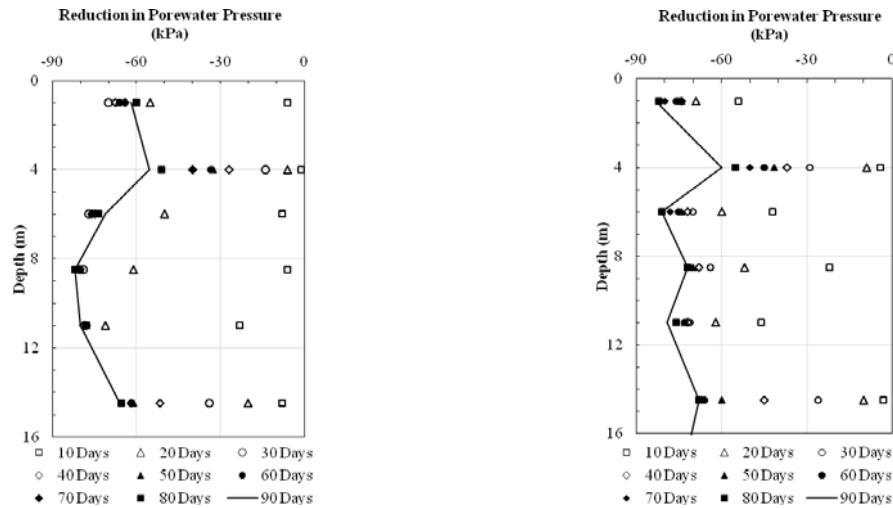 Reduction in Porewater Pressure
(kPa)
-90 -60 -30 0
0
4
8
12
16
Depth (m)
□ 10 Days △ 20 Days ○ 30 Days
◇ 40 Days ▲ 50 Days ● 60 Days
◆ 70 Days ■ 80 Days — 90 Days
Reduction in Porewater Pressure
(kPa)
-90 -60 -30 0
0
4
8
12
16
Depth (m)
□ 10 Days △ 20 Days ○ 30 Days
◇ 40 Days ▲ 50 Days ● 60 Days
◆ 70 Days ■ 80 Days — 90 Days